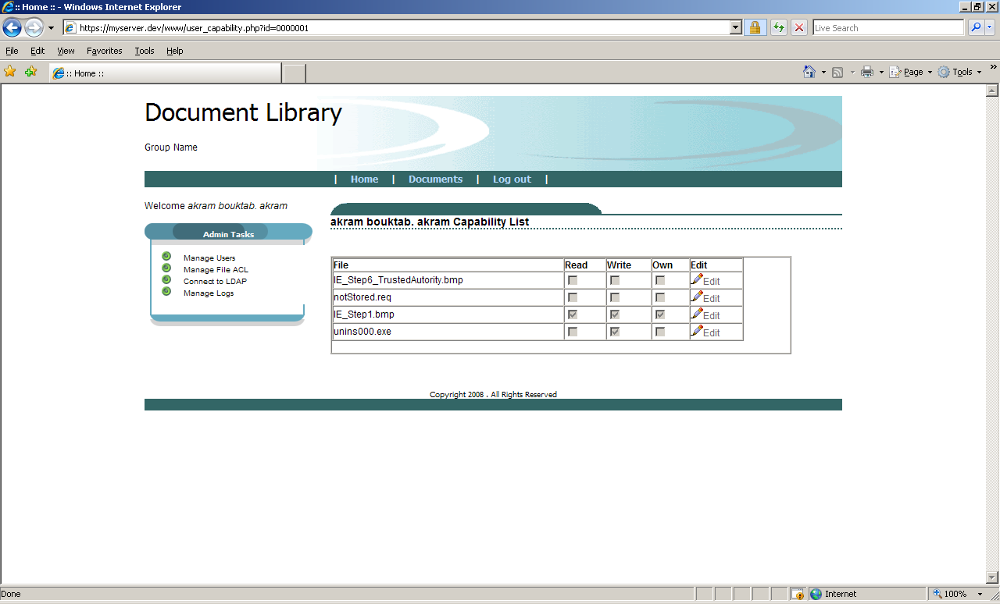 :: Home :: - Windows Internet Explorer
https://myserver.dev/www/user_capability.php?id=0000001
Live Search
File Edit View Favorites Tools Help
:: Home ::
Page Tools »
Document Library
Group Name
| Home | Documents | Log out |
Welcome akram bouktab. akram
akram bouktab. akram Capability List
Admin Tasks
Manage Users
Manage File ACL
Connect to LDAP
Manage Logs
File Read Write Own Edit
IE_Step6_TrustedAutority.bmp Edit
notStored.req Edit
IE_Step1.bmp Edit
unins000.exe Edit
Copyright 2008 . All Rights Reserved
Done Internet 100%